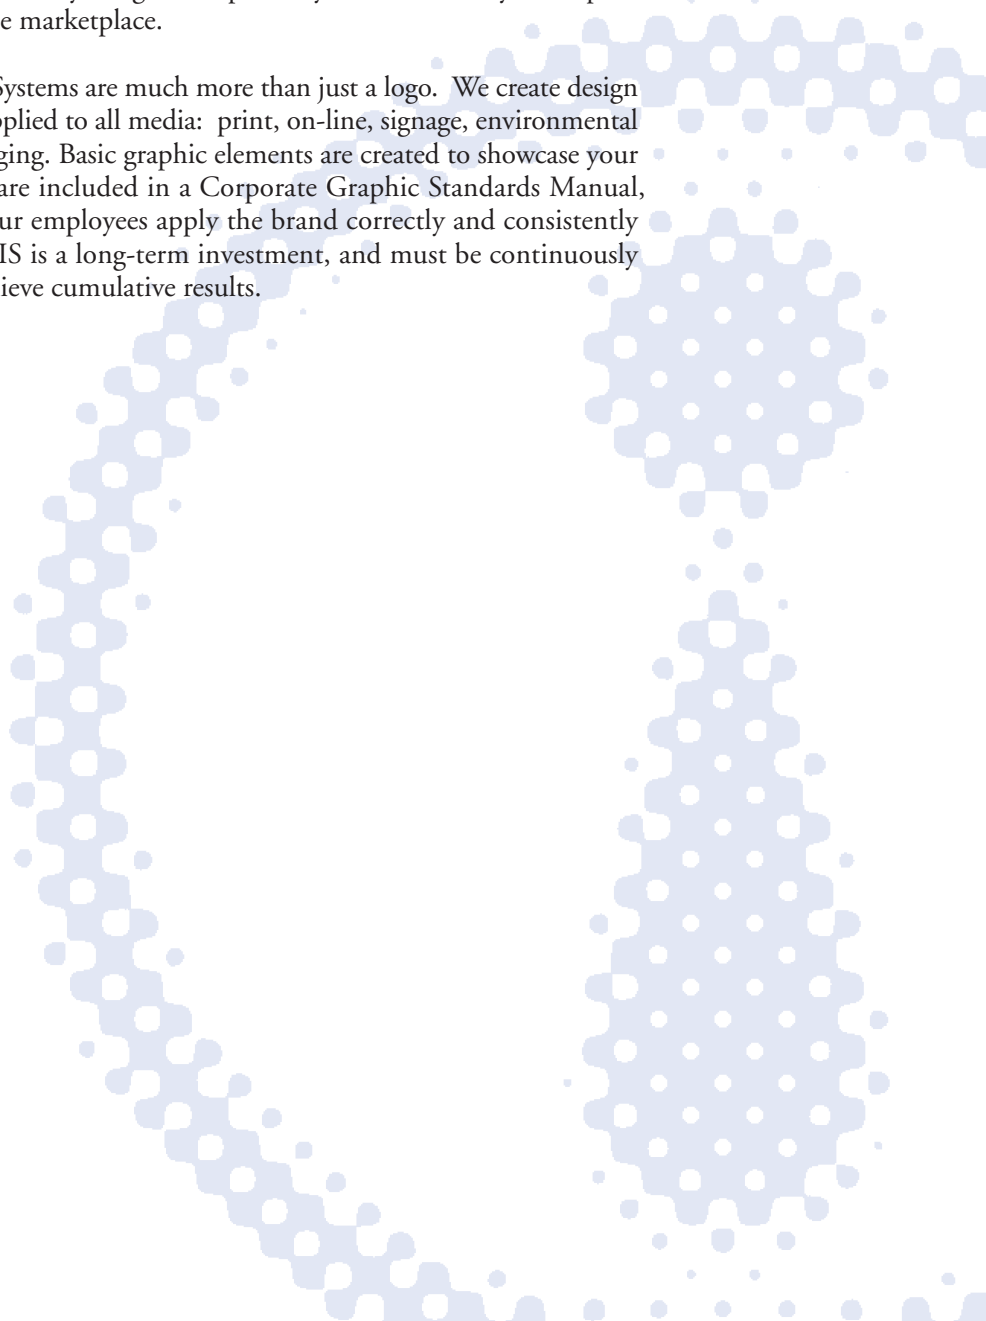 e marketplace.
Systems are much more than just a logo.  We create design
pplied to all media:  print, on-line, signage, environmental
ging. Basic graphic elements are created to showcase your
are included in a Corporate Graphic Standards Manual,
ur employees apply the brand correctly and consistently
IS is a long-term investment, and must be continuously
ieve cumulative results.